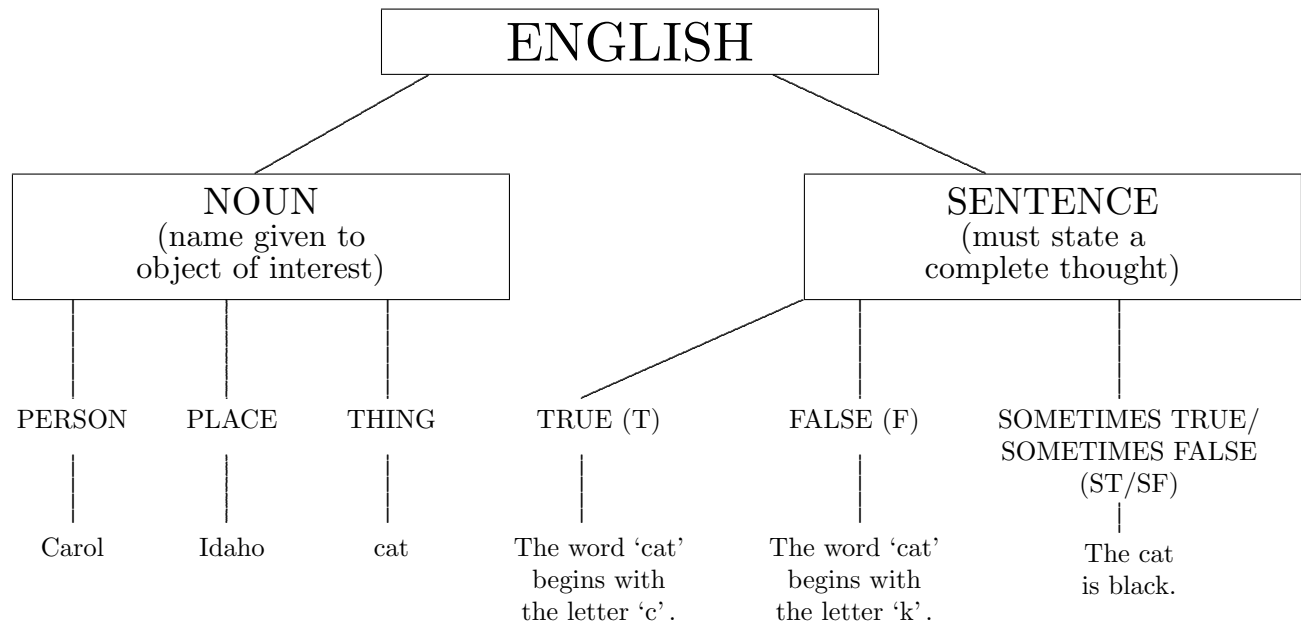 ENGLISH
NOUN
(name given to
object of interest)
SENTENCE
(must state a
complete thought)
PERSON
PLACE
THING
TRUE (T)
FALSE (F)
SOMETIMES TRUE/
SOMETIMES FALSE
(ST/SF)
Carol
Idaho
cat
The word ‘cat’
begins with
the letter ‘c’.
The word ‘cat’
begins with
the letter ‘k’.
The cat
is black.